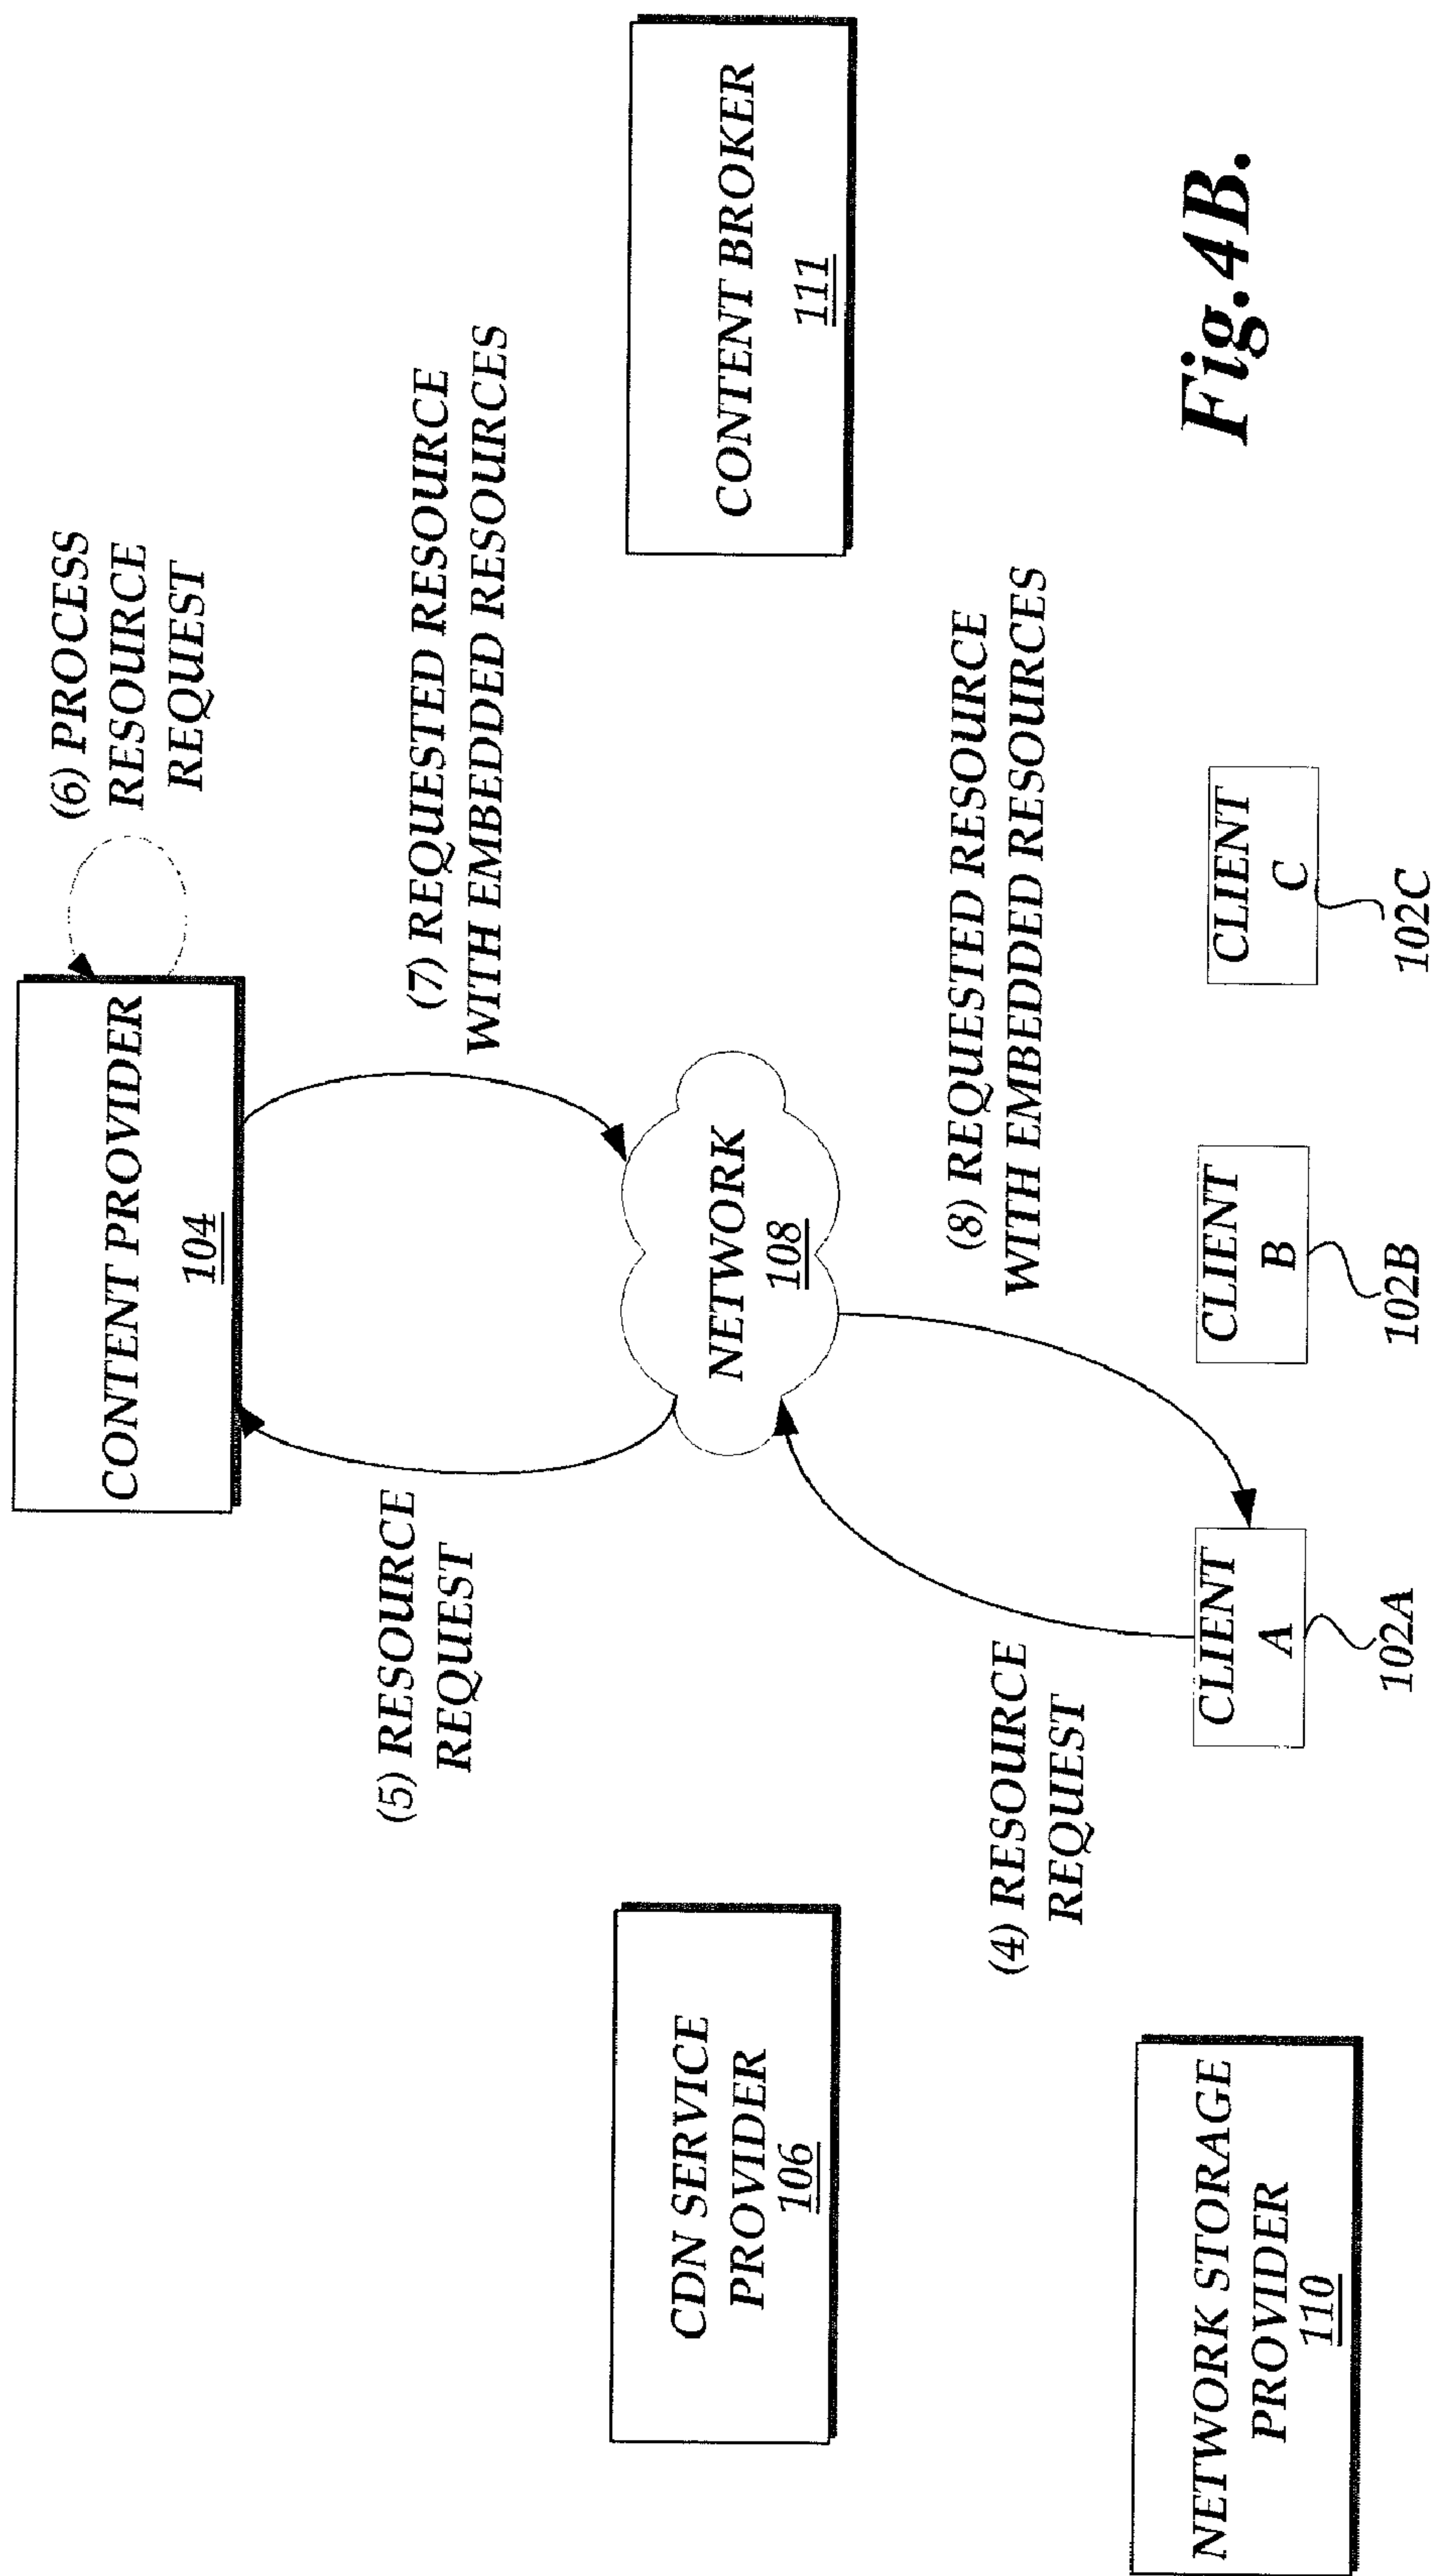 CONTENT PROVIDER
104
(6) PROCESS
RESOURCE
REQUEST
(5) RESOURCE
REQUEST
(7) REQUESTED RESOURCE
WITH EMBEDDED RESOURCES
CDN SERVICE
PROVIDER
106
NETWORK
108
CONTENT BROKER
111
(4) RESOURCE
REQUEST
(8) REQUESTED RESOURCE
WITH EMBEDDED RESOURCES
NETWORK STORAGE
PROVIDER
110
CLIENT
A
102A
CLIENT
B
102B
CLIENT
C
102C
Fig.4B.